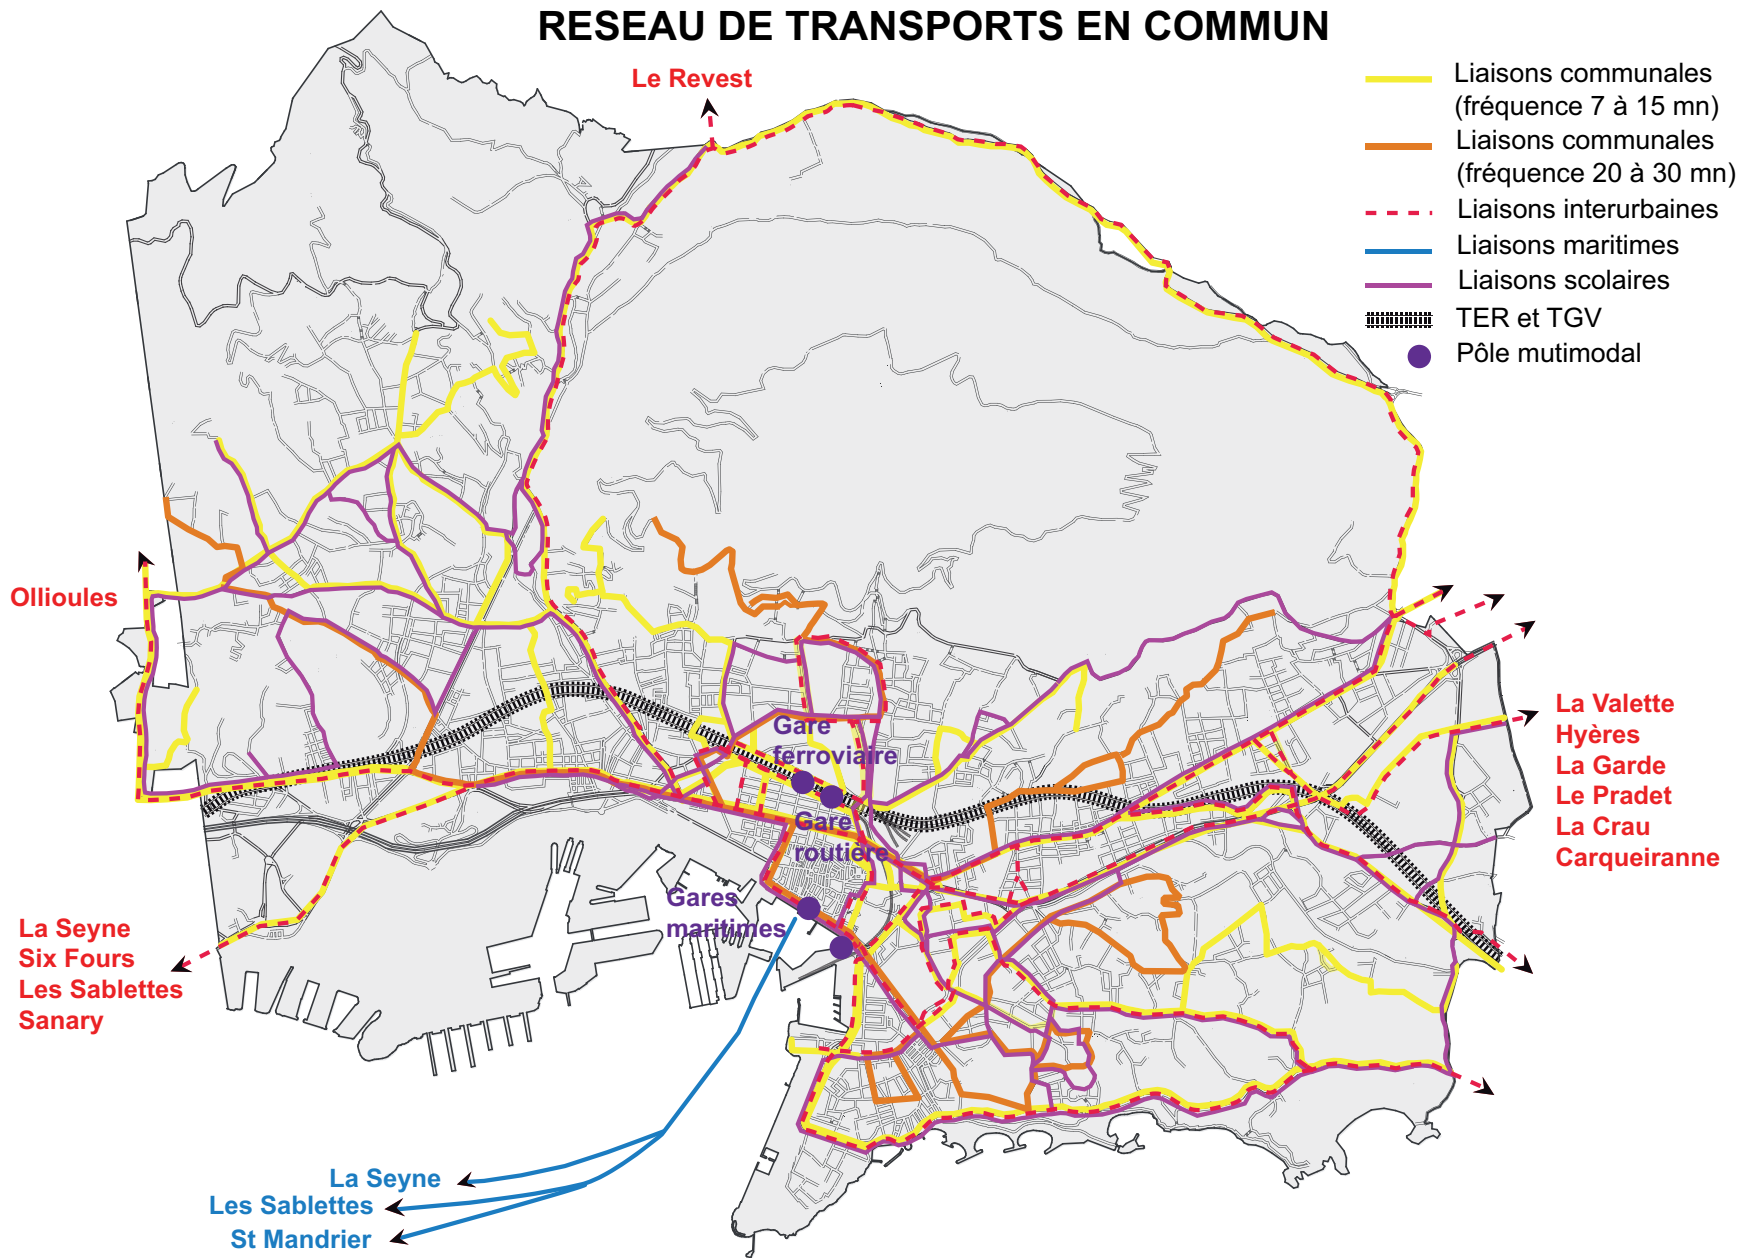 RESEAU DE TRANSPORTS EN COMMUN
Le Revest
Liaisons communales
(fréquence 7 à 15 mn)
Liaisons communales
(fréquence 20 à 30 mn)
Liaisons interurbaines
Liaisons maritimes
Liaisons scolaires
TER et TGV
Pôle mutimodal
Ollioules
Gare
ferroviaire
Gare
routière
Gares
maritimes
La Valette
Hyères
La Garde
Le Pradet
La Crau
Carqueiranne
La Seyne
Six Fours
Les Sablettes
Sanary
La Seyne
Les Sablettes
St Mandrier